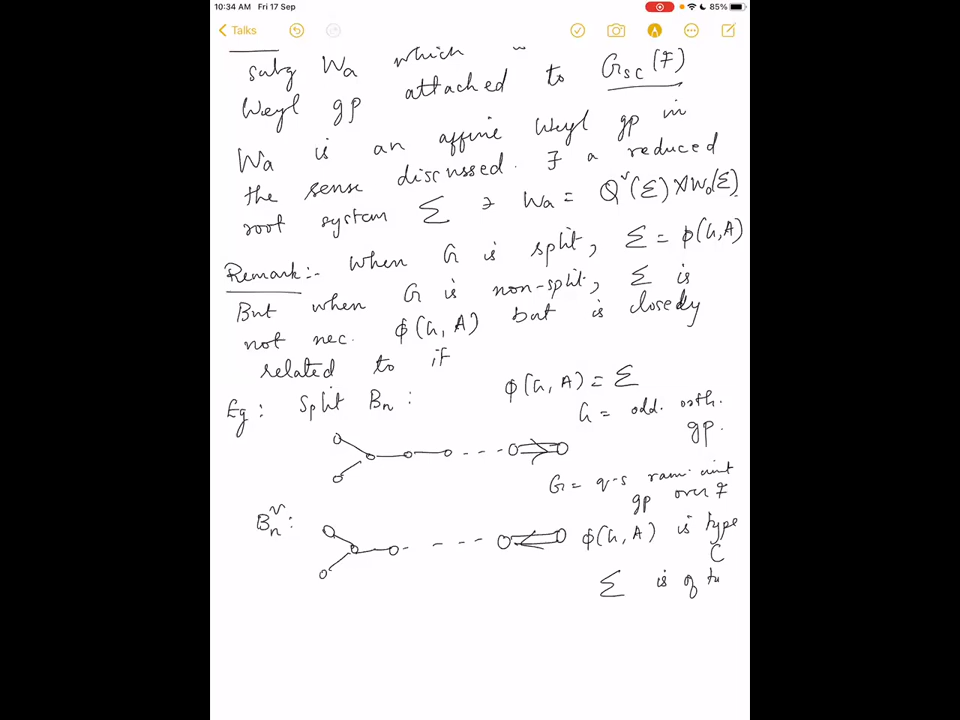 10:34 AM Fri 17 Sep
85%
Talks
subg Wa which
Weyl gp attached to Gsc(F)
Wa is an affine Weyl gp in
the sense discussed. ∃ a reduced
root system Σ ∋ Wa = Q^v(Σ) ⋊ W0(Σ).
Remark:- When G is split, Σ = φ(G,A)
But when G is non-split, Σ is
not nec. φ(G,A) but is closedly
related to it
Eg: Split Bn: φ(G,A) = Σ
G = odd. orth.
gp.
G = q-s ram. unit
gp over F
Bn^v: φ(G,A) is type
C
Σ is of ty